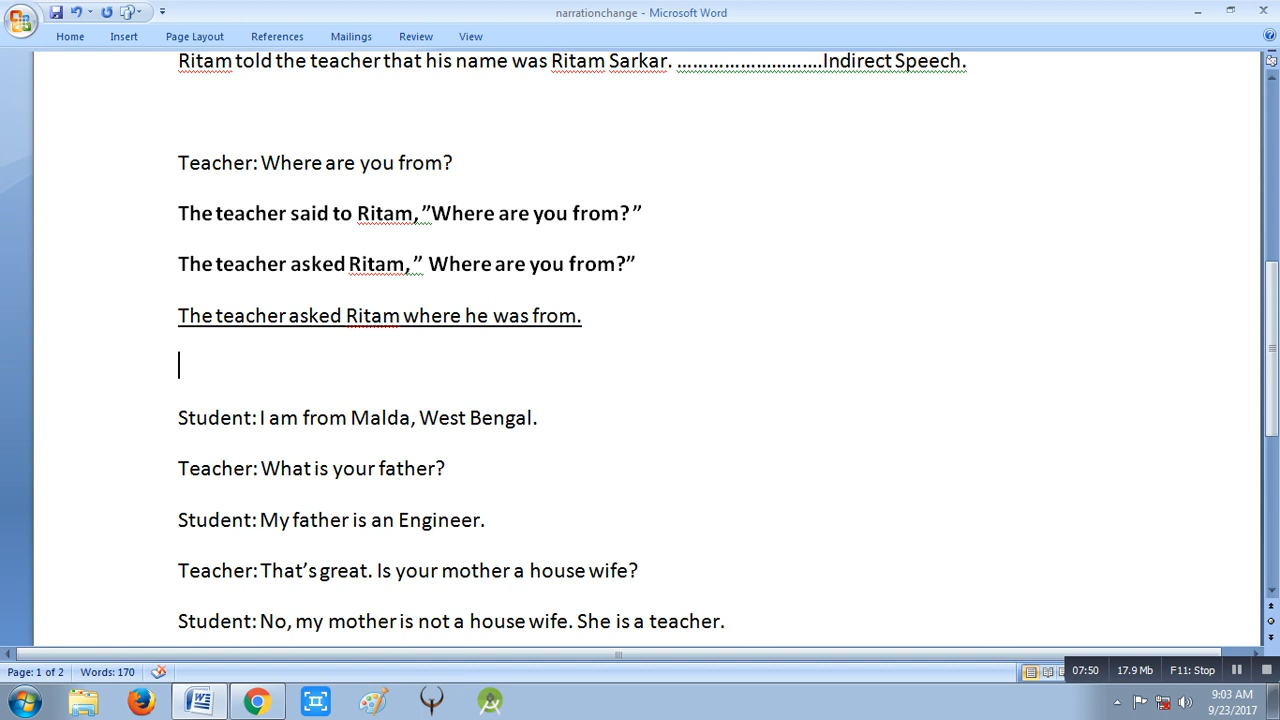 narrationchange - Microsoft Word
Home Insert Page Layout References Mailings Review View
Ritam told the teacher that his name was Ritam Sarkar. ……………………….Indirect Speech.
Teacher: Where are you from?
The teacher said to Ritam,”Where are you from?”
The teacher asked Ritam,” Where are you from?”
The teacher asked Ritam where he was from.
Student: I am from Malda, West Bengal.
Teacher: What is your father?
Student: My father is an Engineer.
Teacher: That’s great. Is your mother a house wife?
Student: No, my mother is not a house wife. She is a teacher.
Page: 1 of 2 Words: 170 07:50 17.9 Mb F11: Stop
9:03 AM
9/23/2017